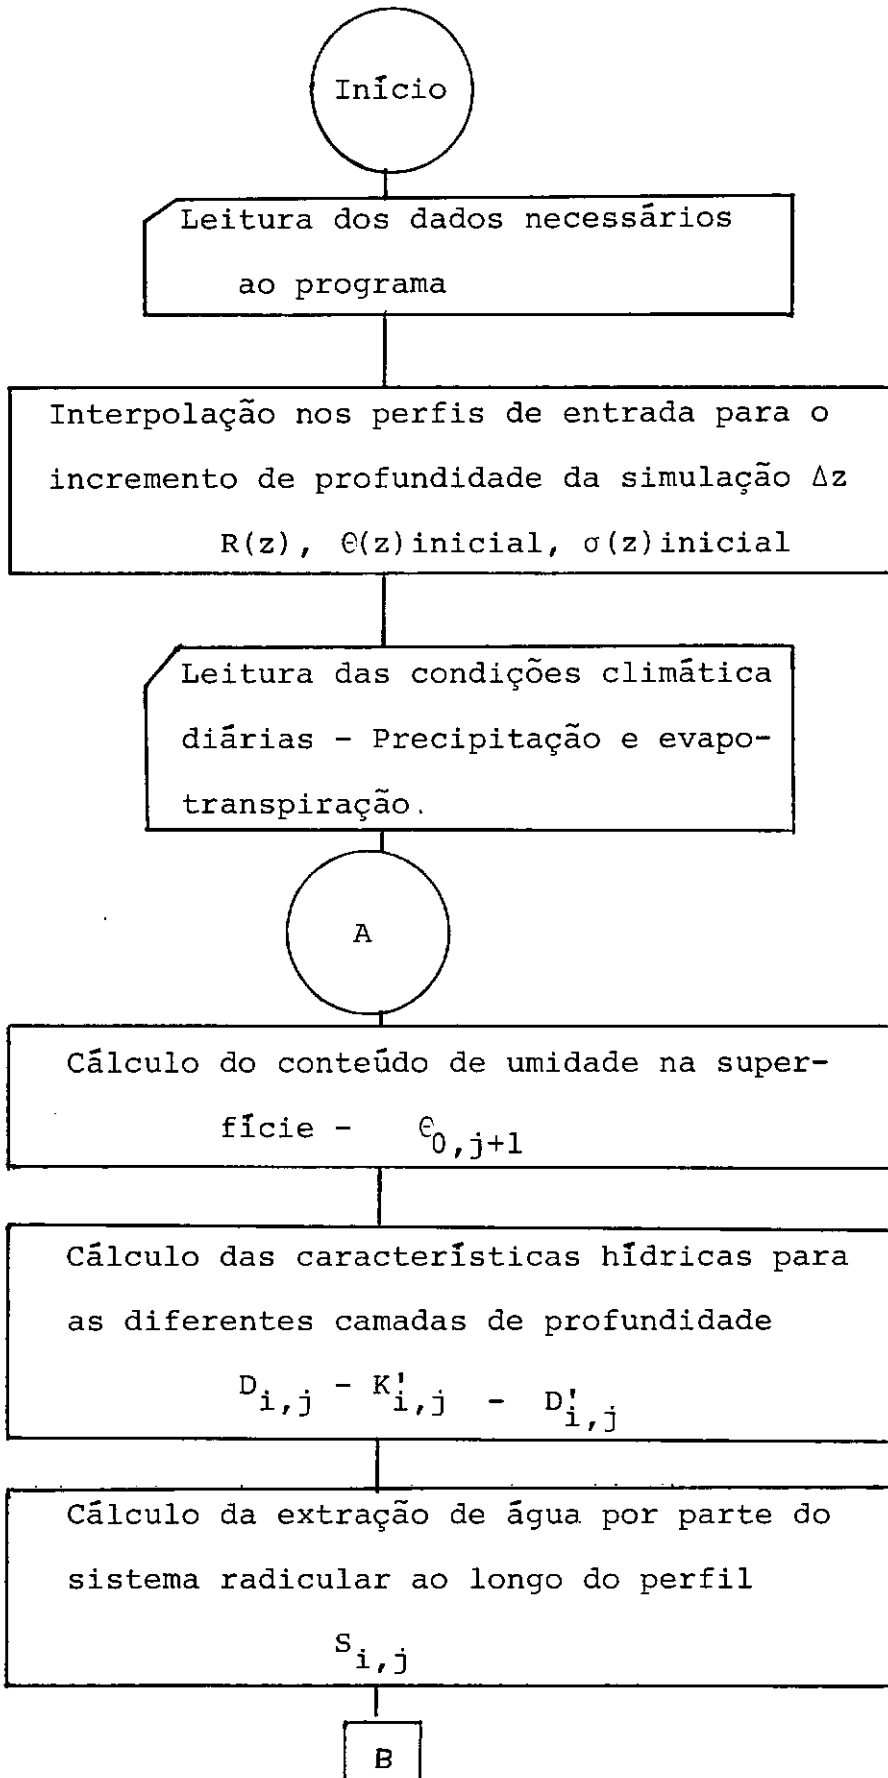 Início
Leitura dos dados necessários
ao programa
Interpolação nos perfis de entrada para o
incremento de profundidade da simulação Δz
R(z), θ(z)inicial, σ(z)inicial
Leitura das condições climática
diárias - Precipitação e evapo-
transpiração.
A
Cálculo do conteúdo de umidade na super-
fície - θ0,j+1
Cálculo das características hídricas para
as diferentes camadas de profundidade
Di,j - K'i,j - D'i,j
Cálculo da extração de água por parte do
sistema radicular ao longo do perfil
Si,j
B